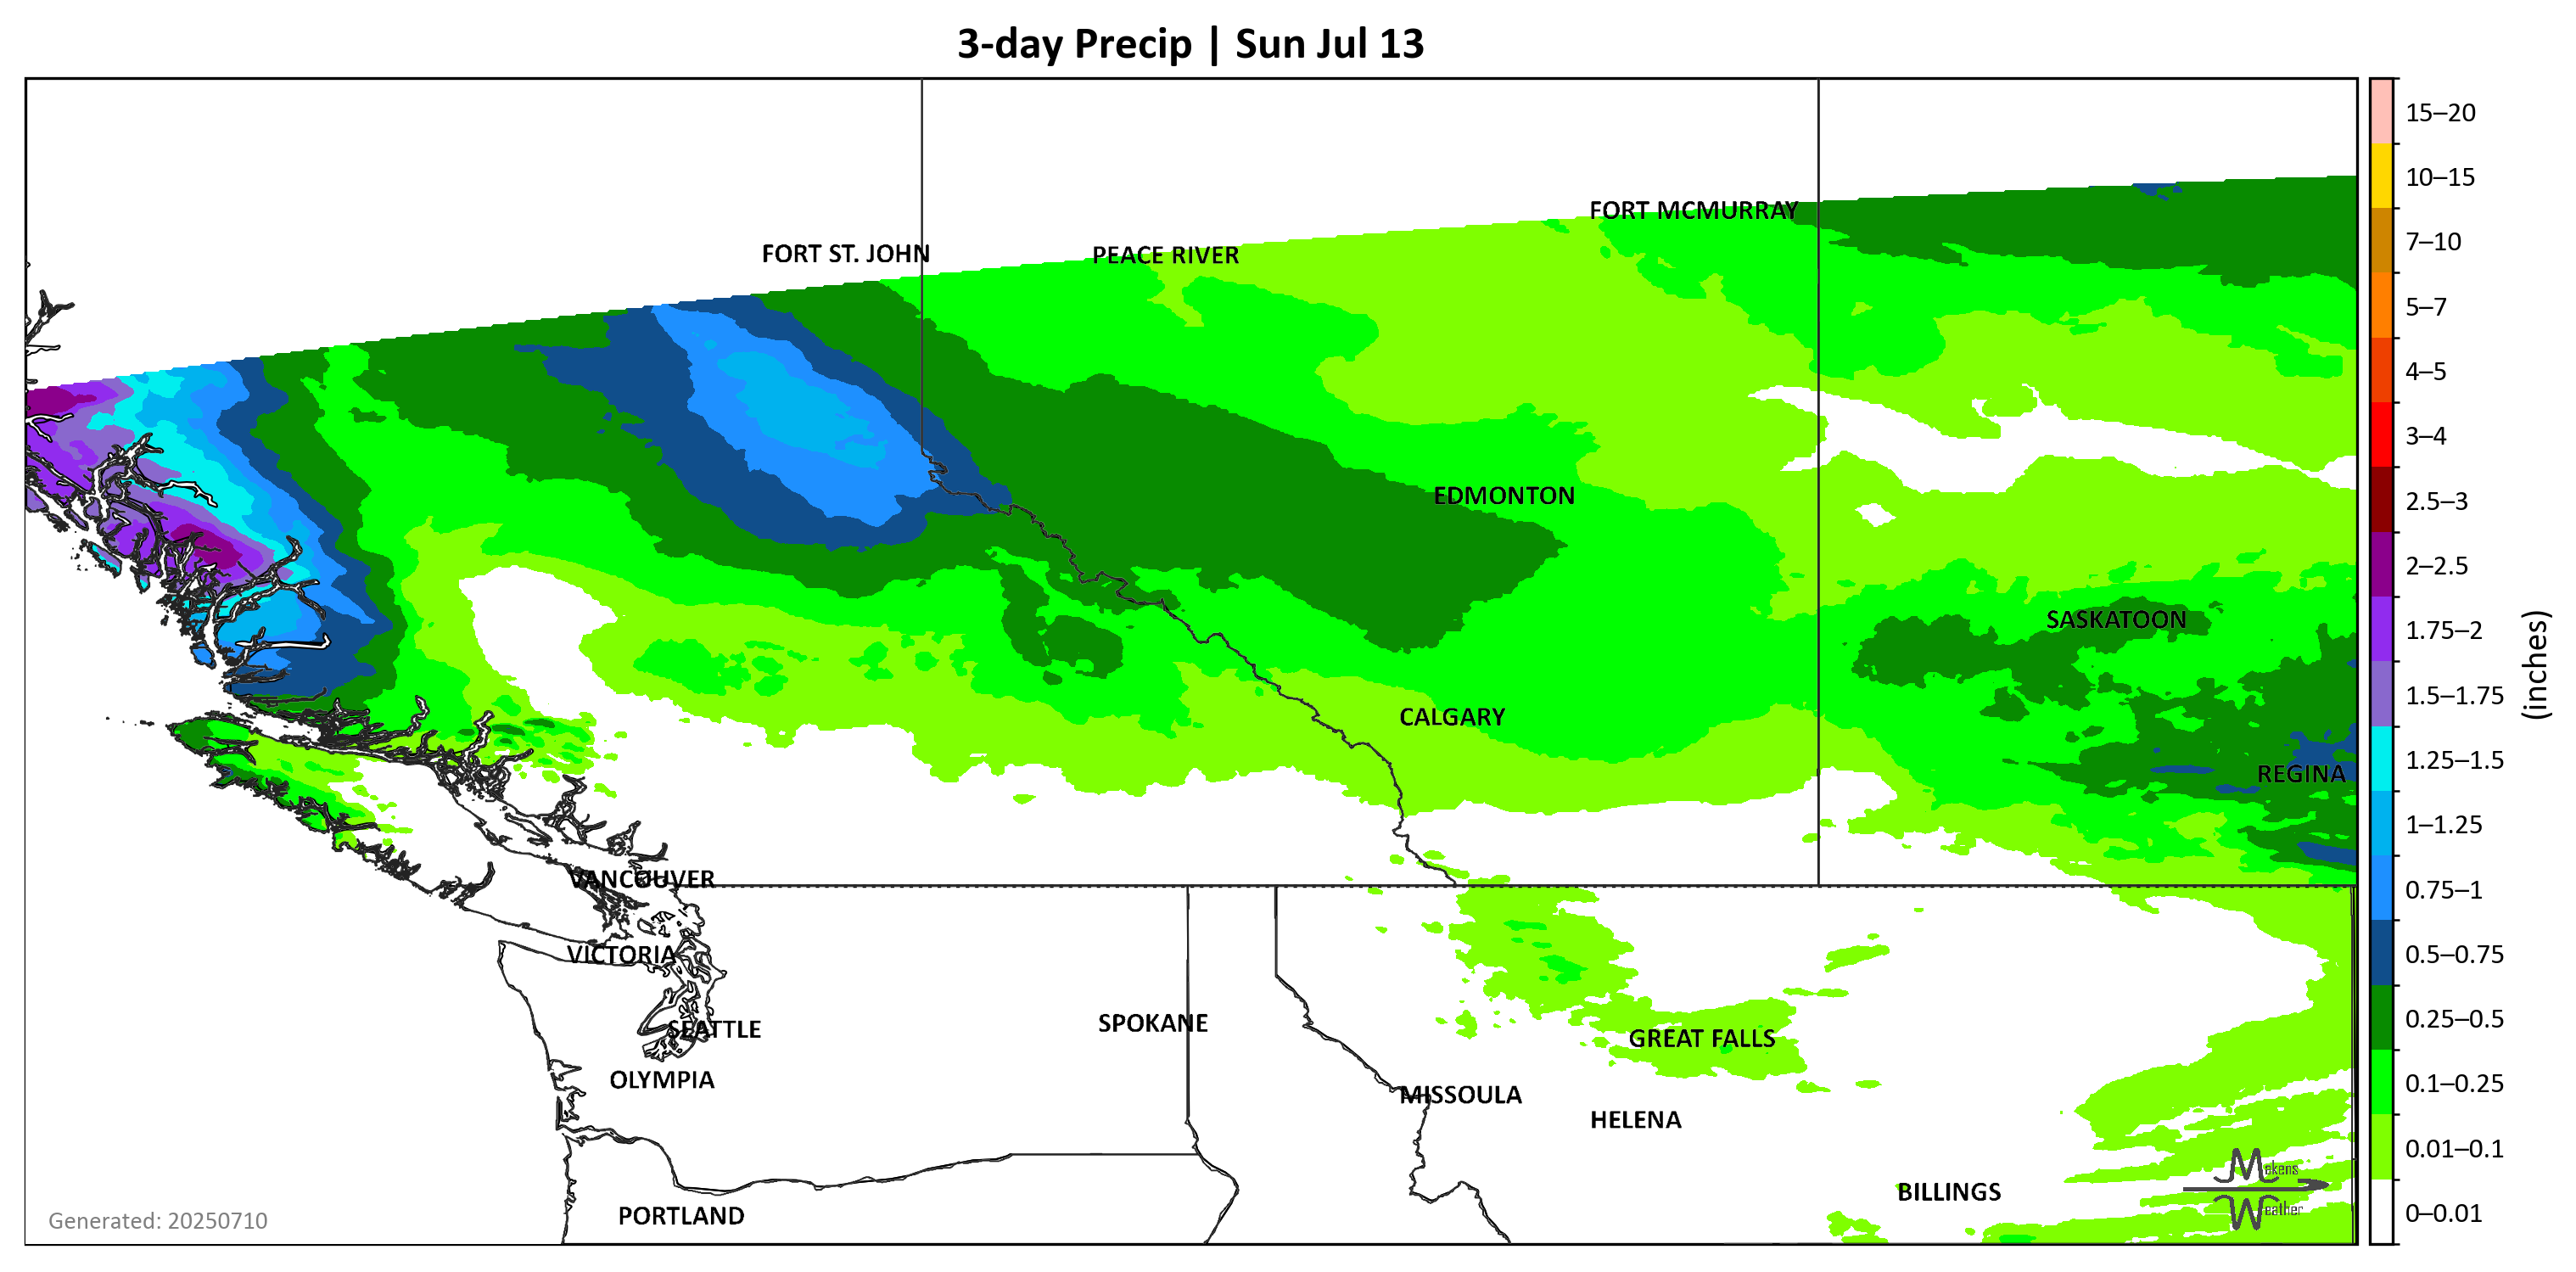 3-day Precip | Sun Jul 13
FORT ST. JOHN
PEACE RIVER
FORT MCMURRAY
EDMONTON
SASKATOON
CALGARY
REGINA
VANCOUVER
VICTORIA
SEATTLE
SPOKANE
GREAT FALLS
OLYMPIA
MISSOULA
HELENA
BILLINGS
PORTLAND
Mekens
Weather
Generated: 20250710
15–20
10–15
7–10
5–7
4–5
3–4
2.5–3
2–2.5
1.75–2
1.5–1.75
1.25–1.5
1–1.25
0.75–1
0.5–0.75
0.25–0.5
0.1–0.25
0.01–0.1
0–0.01
(inches)